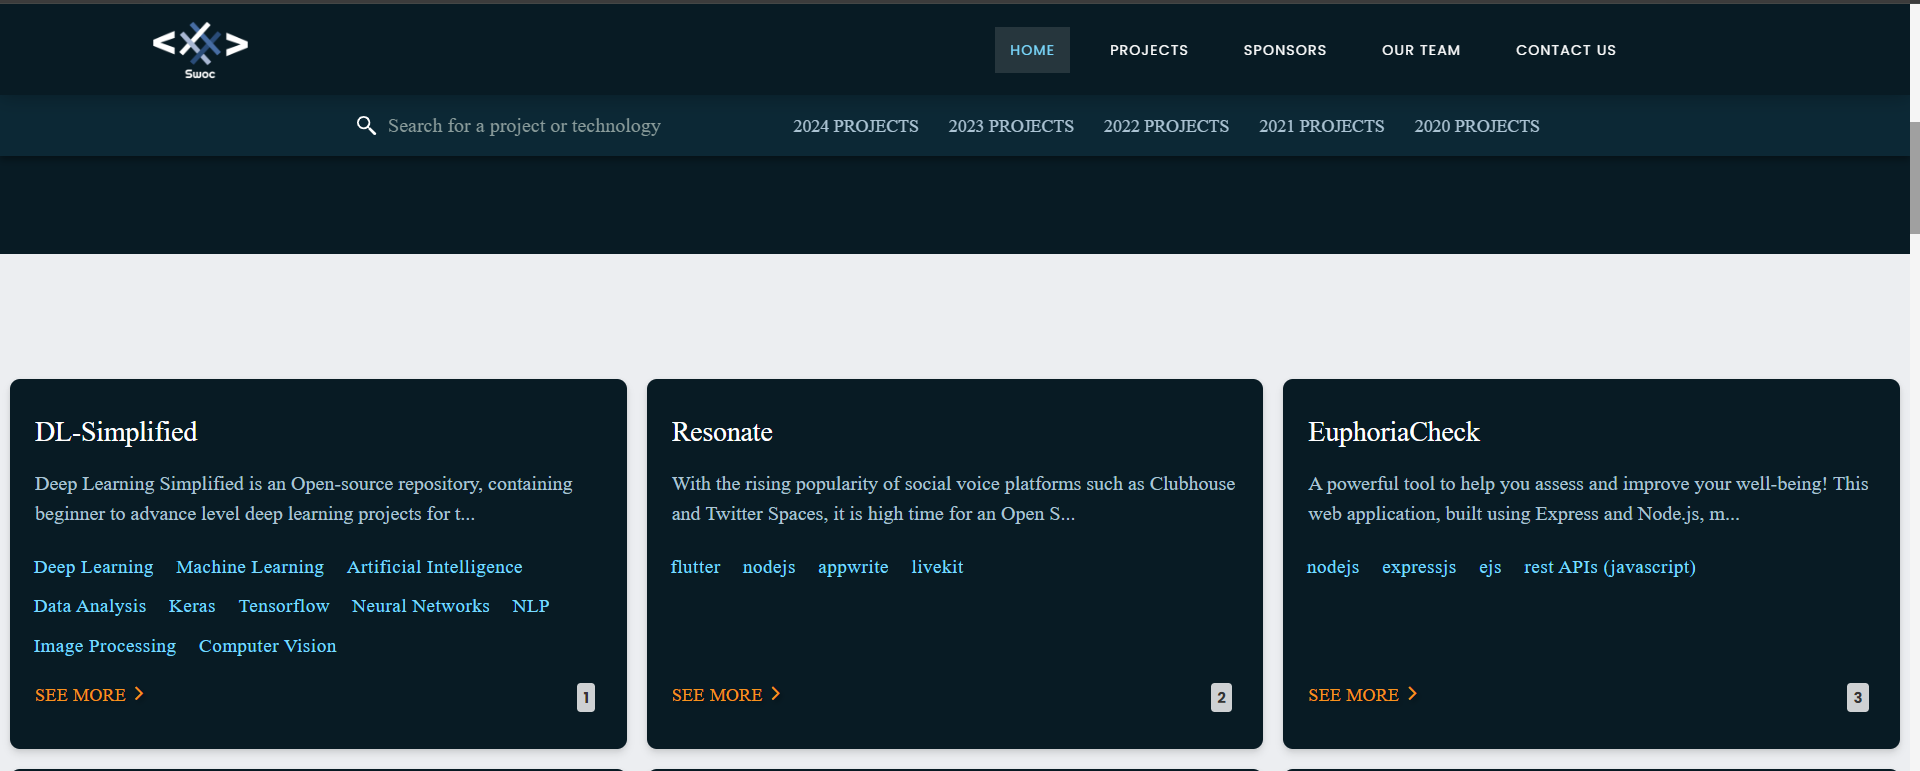 Swoc
HOME PROJECTS SPONSORS OUR TEAM CONTACT US
Search for a project or technology 2024 PROJECTS 2023 PROJECTS 2022 PROJECTS 2021 PROJECTS 2020 PROJECTS
DL-Simplified
Deep Learning Simplified is an Open-source repository, containing
beginner to advance level deep learning projects for t...
Deep Learning Machine Learning Artificial Intelligence
Data Analysis Keras Tensorflow Neural Networks NLP
Image Processing Computer Vision
SEE MORE 1
Resonate
With the rising popularity of social voice platforms such as Clubhouse
and Twitter Spaces, it is high time for an Open S...
flutter nodejs appwrite livekit
SEE MORE 2
EuphoriaCheck
A powerful tool to help you assess and improve your well-being! This
web application, built using Express and Node.js, m...
nodejs expressjs ejs rest APIs (javascript)
SEE MORE 3